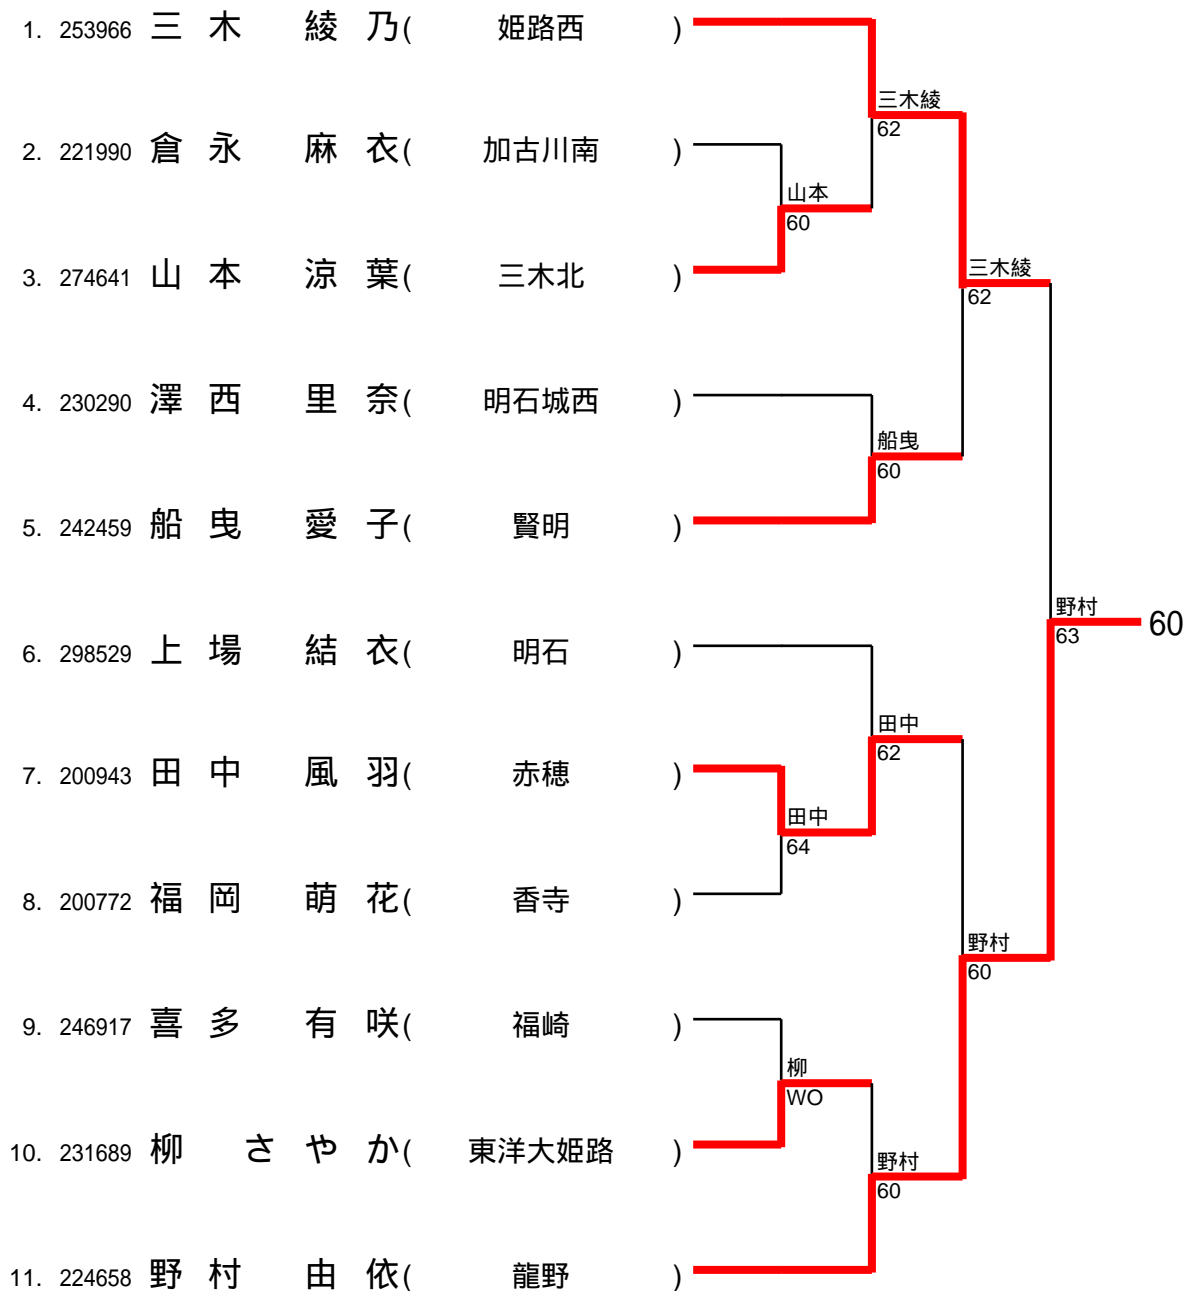 1. 253966 三木 綾乃( 姫路西 )
三木綾
62
2. 221990 倉永 麻衣( 加古川南 )
山本
60
3. 274641 山本 涼葉( 三木北 )
三木綾
62
4. 230290 澤西 里奈( 明石城西 )
船曳
60
5. 242459 船曳 愛子( 賢明 )
野村
63
60
6. 298529 上場 結衣( 明石 )
田中
62
7. 200943 田中 風羽( 赤穂 )
田中
64
8. 200772 福岡 萌花( 香寺 )
野村
60
9. 246917 喜多 有咲( 福崎 )
柳
WO
10. 231689 柳 さやか( 東洋大姫路 )
野村
60
11. 224658 野村 由依( 龍野 )